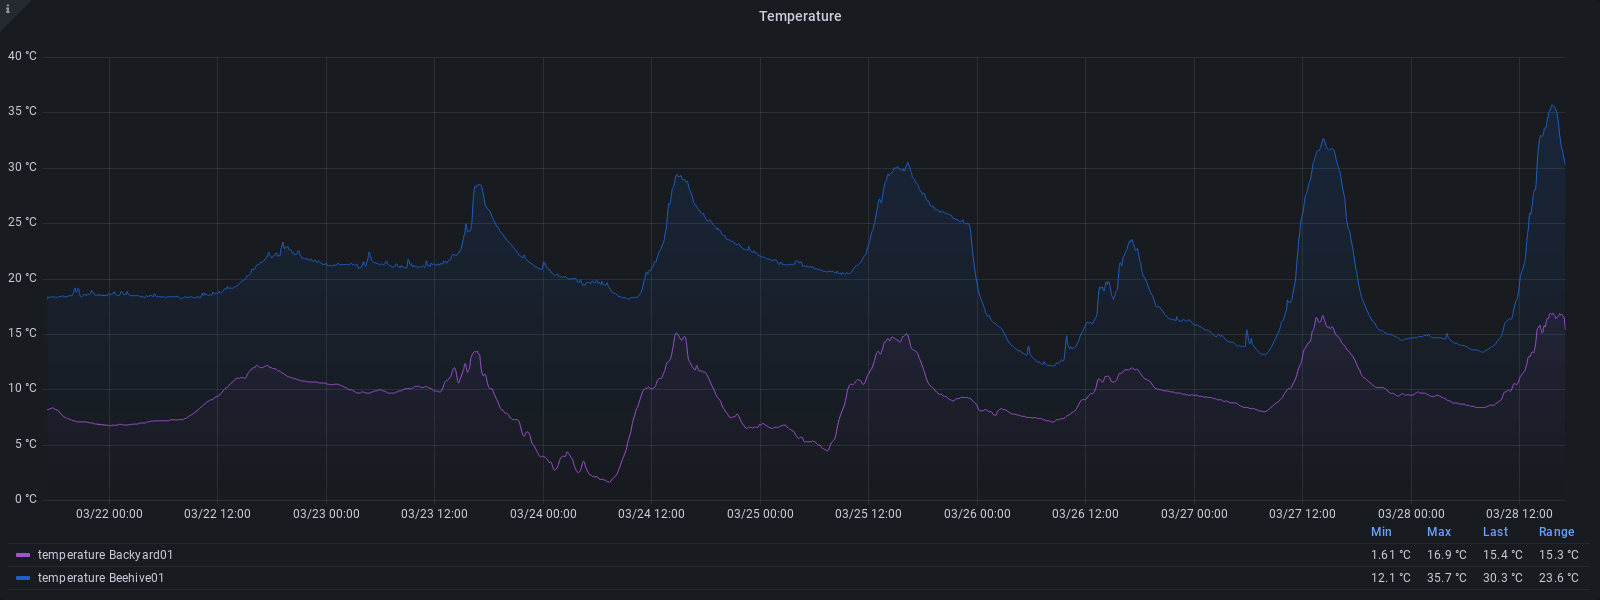 i
Temperature
40 °C
35 °C
30 °C
25 °C
20 °C
15 °C
10 °C
5 °C
0 °C
03/22 00:00 03/22 12:00 03/23 00:00 03/23 12:00 03/24 00:00 03/24 12:00 03/25 00:00 03/25 12:00 03/26 00:00 03/26 12:00 03/27 00:00 03/27 12:00 03/28 00:00 03/28 12:00
Min Max Last Range
temperature Backyard01 1.61 °C 16.9 °C 15.4 °C 15.3 °C
temperature Beehive01 12.1 °C 35.7 °C 30.3 °C 23.6 °C